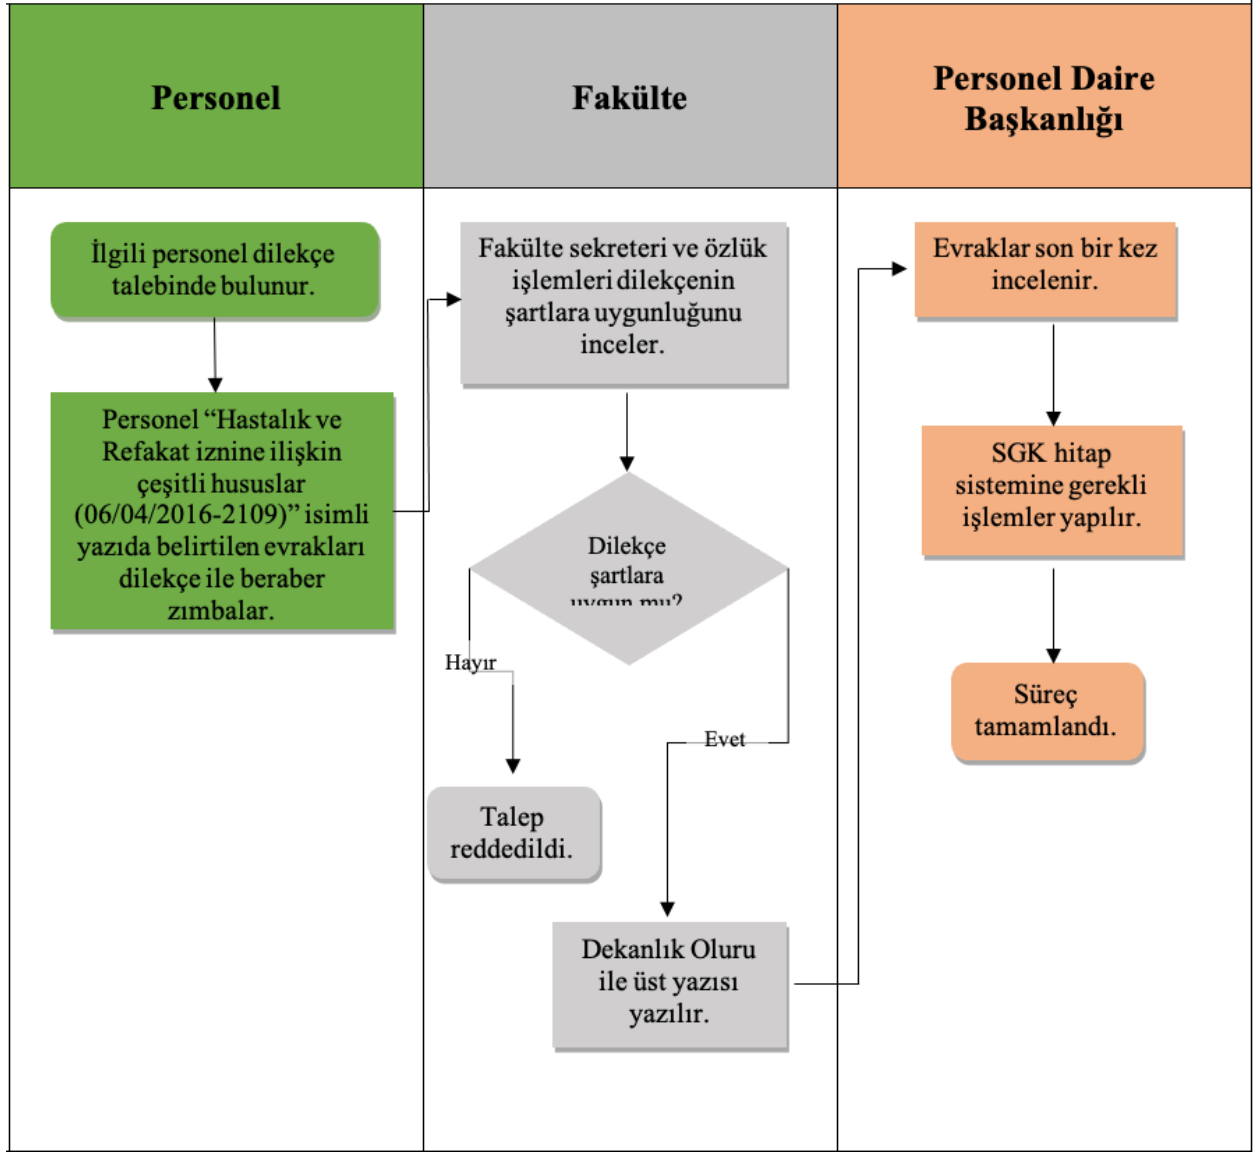 Personel
Fakülte
Personel Daire
Başkanlığı
İlgili personel dilekçe
talebinde bulunur.
Personel “Hastalık ve
Refakat iznine ilişkin
çeşitli hususlar
(06/04/2016-2109)” isimli
yazıda belirtilen evrakları
dilekçe ile beraber
zımbalar.
Fakülte sekreteri ve özlük
işlemleri dilekçenin
şartlara uygunluğunu
inceler.
Dilekçe
şartlara
uygun mu?
Hayır
Evet
Talep
reddedildi.
Dekanlık Oluru
ile üst yazısı
yazılır.
Evraklar son bir kez
incelenir.
SGK hitap
sistemine gerekli
işlemler yapılır.
Süreç
tamamlandı.